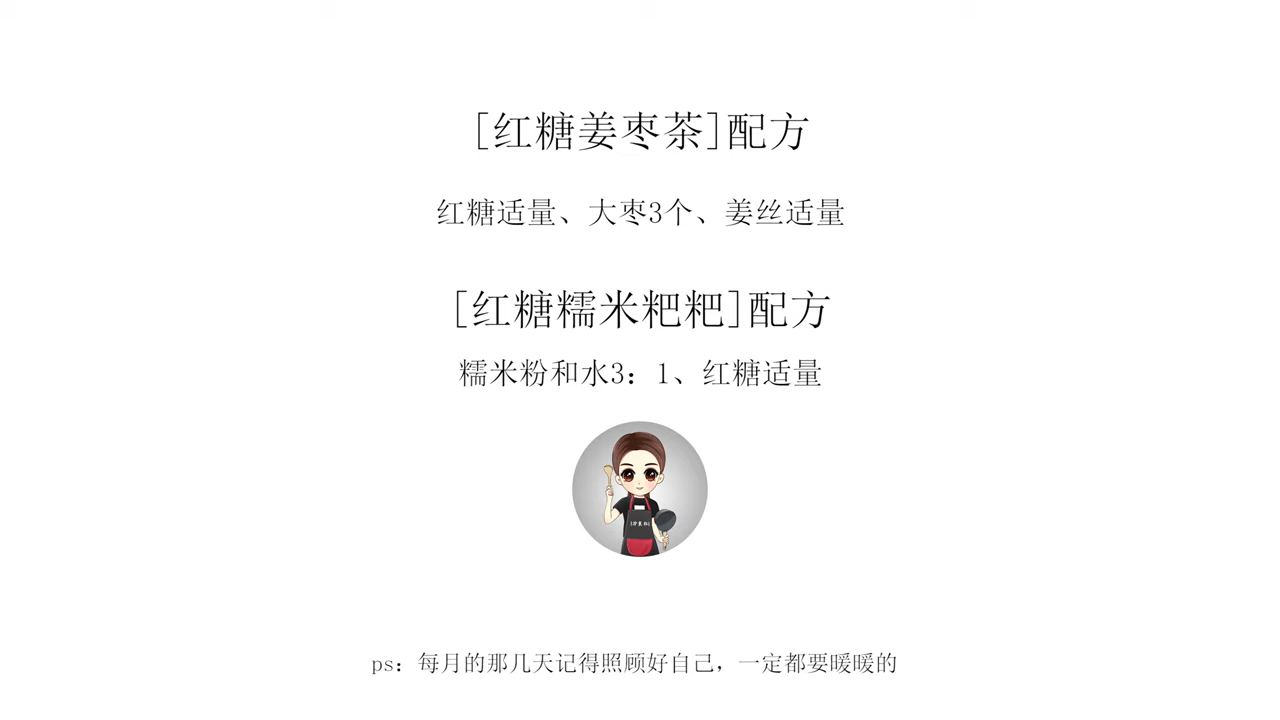 [红糖姜枣茶]配方
红糖适量、大枣3个、姜丝适量
[红糖糯米粑粑]配方
糯米粉和水3：1、红糖适量
ps：每月的那几天记得照顾好自己，一定都要暖暖的